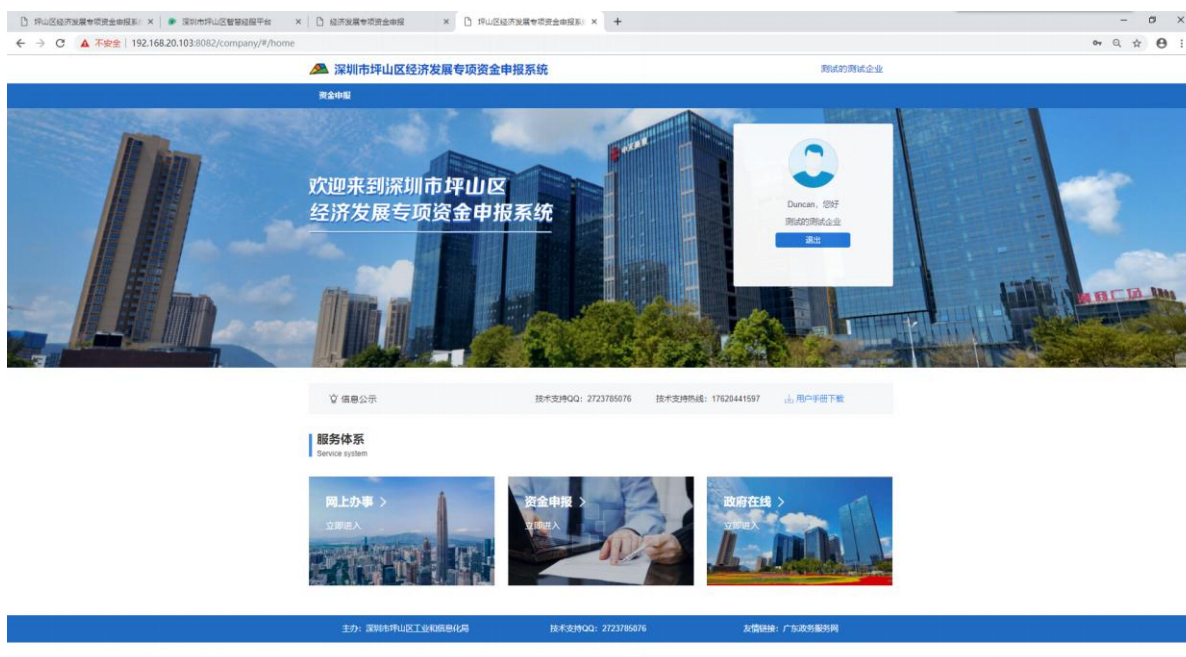 坪山区经济发展专项资金申报系
深圳市坪山区智慧经服平台
经济发展专项资金申报
坪山区经济发展专项资金申报系
不安全 | 192.168.20.103:8082/company/#/home
深圳市坪山区经济发展专项资金申报系统
测试的测试企业
资金申报
欢迎来到深圳市坪山区
经济发展专项资金申报系统
Duncan，您好
测试的测试企业
退出
信息公示
技术支持QQ：2723785076
技术支持热线：17620441597
用户手册下载
服务体系
Service system
网上办事 >
立即进入
资金申报 >
立即进入
政府在线 >
立即进入
主办：深圳市坪山区工业和信息化局
技术支持QQ：2723785076
友情链接：广东政务服务网